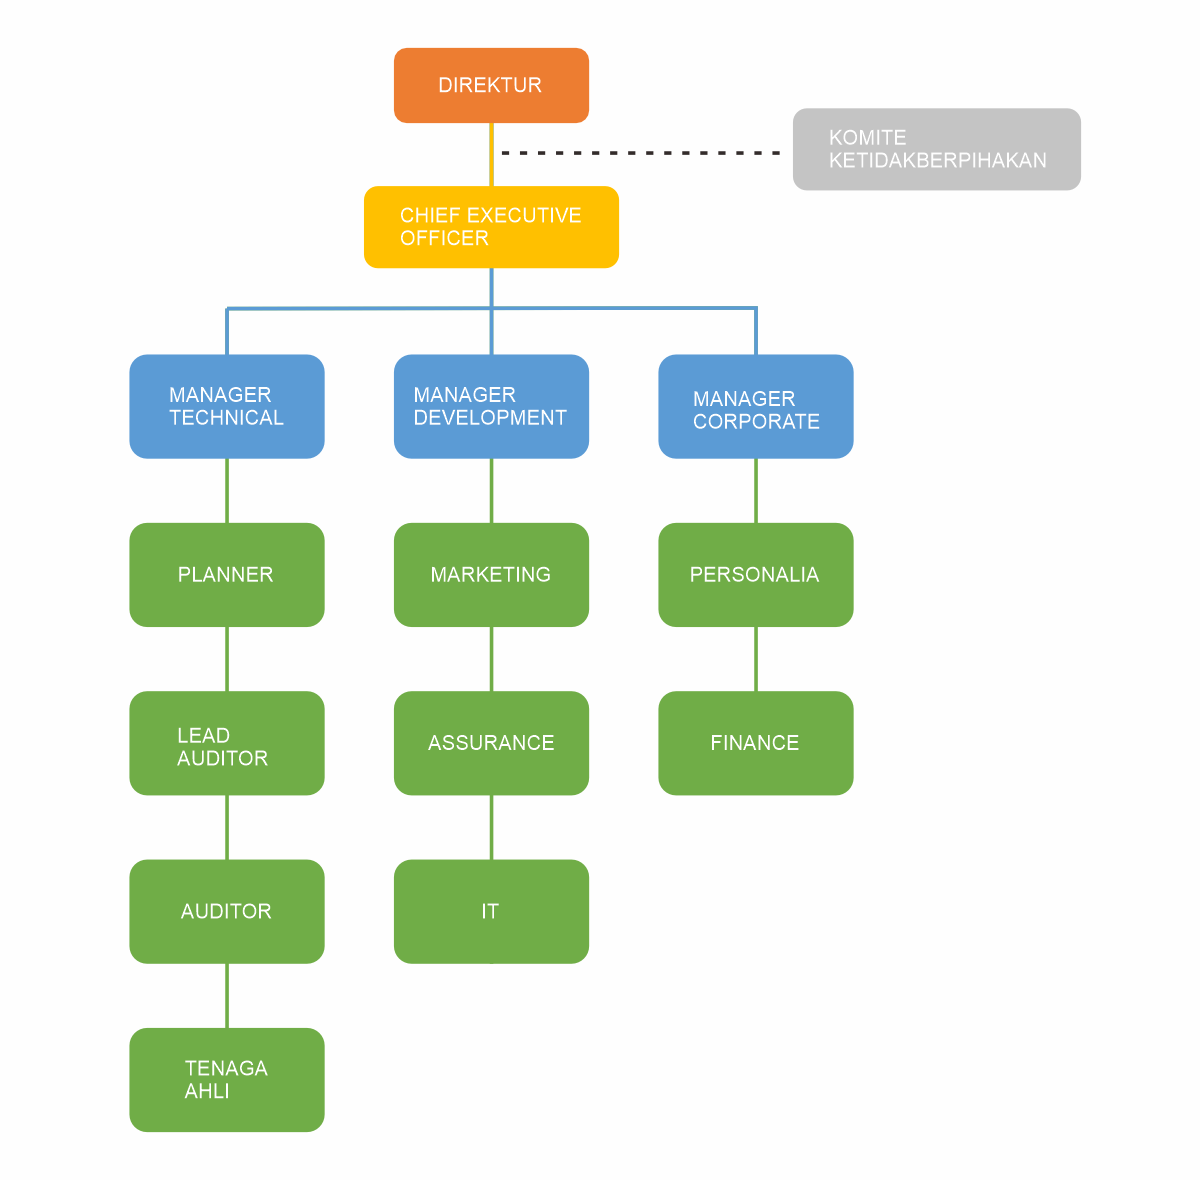 DIREKTUR
KOMITE
KETIDAKBERPIHAKAN
CHIEF EXECUTIVE
OFFICER
MANAGER
TECHNICAL
MANAGER
DEVELOPMENT
MANAGER
CORPORATE
PLANNER
MARKETING
PERSONALIA
LEAD
AUDITOR
ASSURANCE
FINANCE
AUDITOR
IT
TENAGA
AHLI